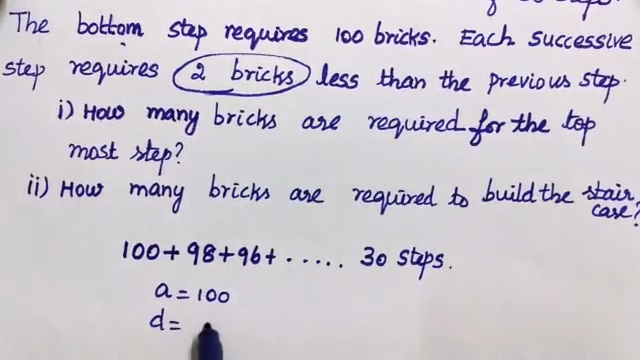 The bottom step requires 100 bricks. Each successive
step requires 2 bricks less than the previous step.
i) How many bricks are required for the top
most step?
ii) How many bricks are required to build the stair
case?
100 + 98 + 96 + ..... 30 steps.
a = 100
d =